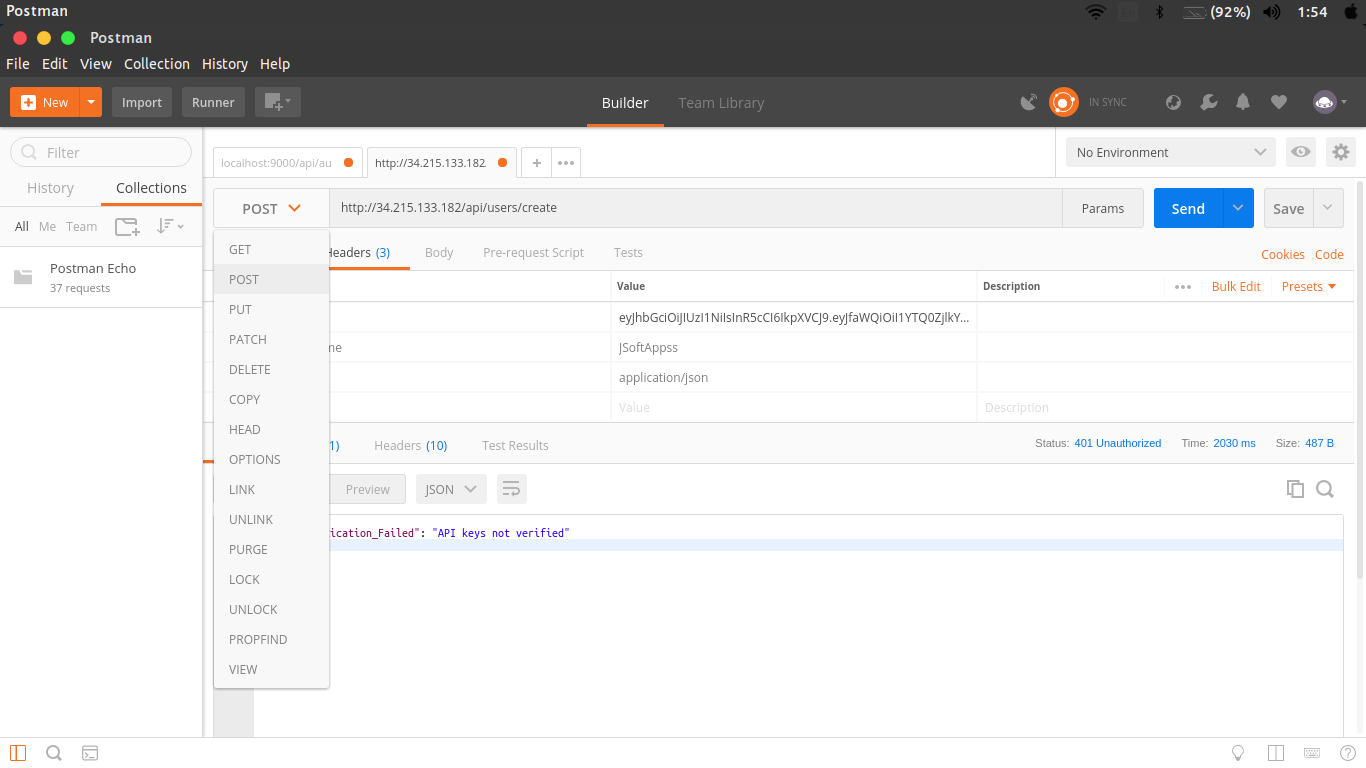 Postman
(92%) 1:54
Postman
File Edit View Collection History Help
New Import Runner Builder Team Library IN SYNC
Filter
localhost:9000/api/au http://34.215.133.182 No Environment
History Collections
All Me Team
Postman Echo
37 requests
POST http://34.215.133.182/api/users/create Params Send Save
GET
POST
PUT
PATCH
DELETE
COPY
HEAD
OPTIONS
LINK
UNLINK
PURGE
LOCK
UNLOCK
PROPFIND
VIEW
Headers (3) Body Pre-request Script Tests Cookies Code
Value Description Bulk Edit Presets
eyJhbGciOiJIUzI1NiIsInR5cCI6IkpXVCJ9.eyJfaWQiOiI1YTQ0ZjlkY...
me JSoftAppss
application/json
Value Description
1) Headers (10) Test Results Status: 401 Unauthorized Time: 2030 ms Size: 487 B
Preview JSON
ication_Failed": "API keys not verified"